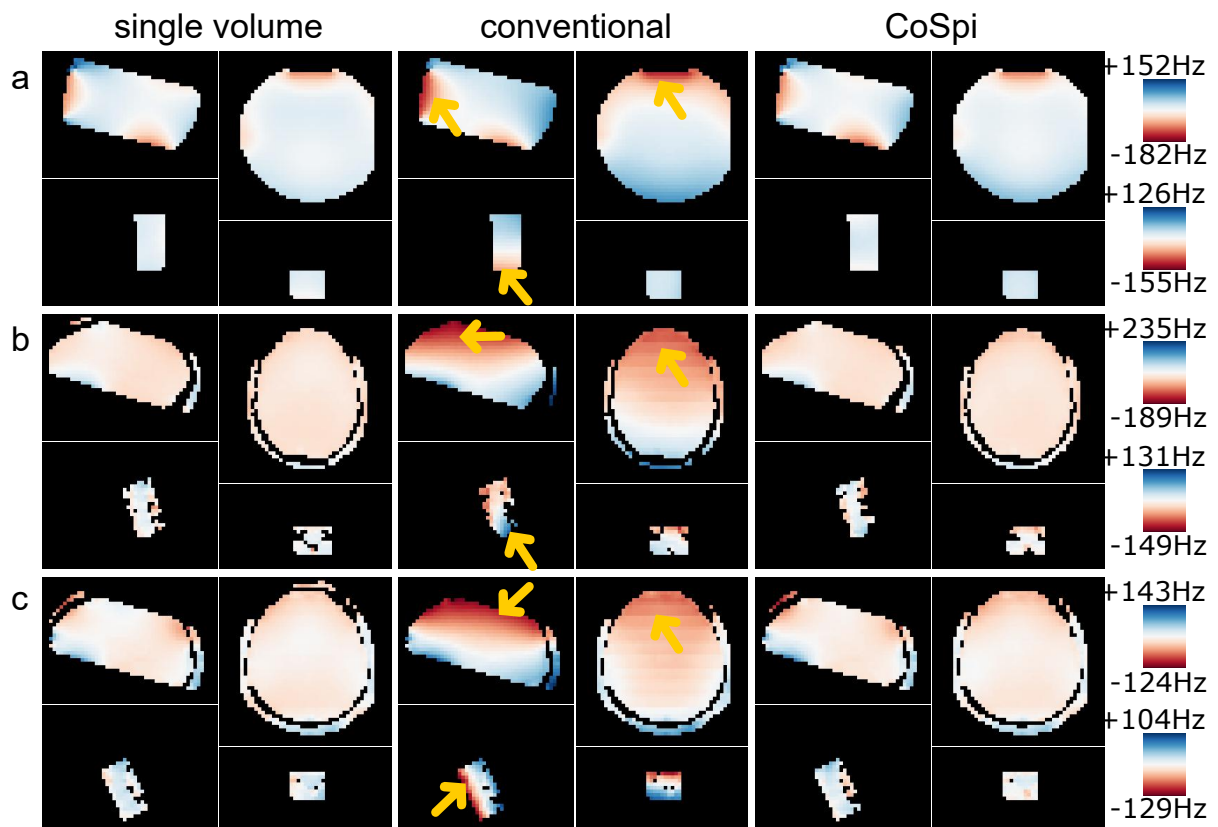 single volume conventional CoSpi
a
+152Hz
-182Hz
+126Hz
-155Hz
b
+235Hz
-189Hz
+131Hz
-149Hz
c
+143Hz
-124Hz
+104Hz
-129Hz